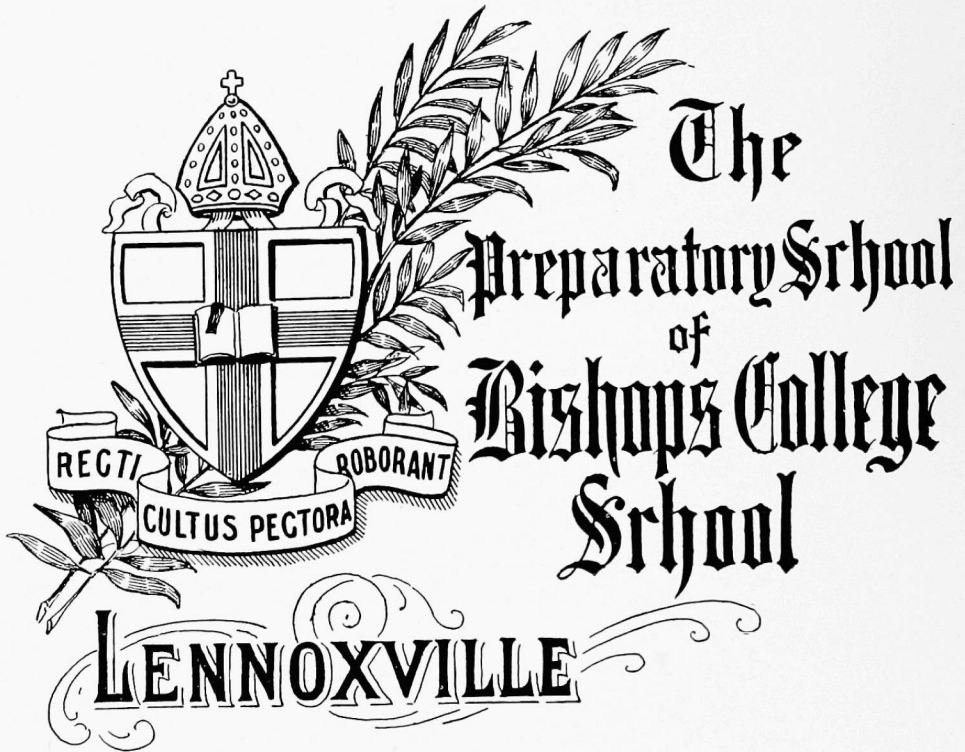 The
Preparatory School
of
Bishops College
School
RECTI CULTUS PECTORA ROBORANT
LENNOXVILLE